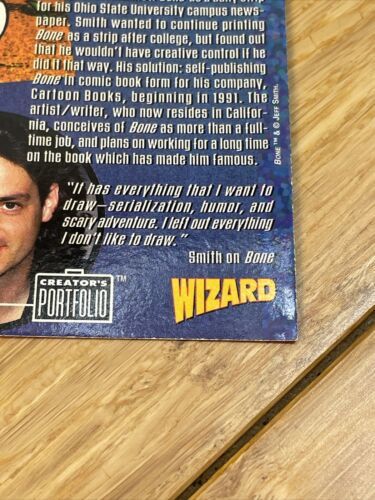 for his Ohio State University campus news-
paper. Smith wanted to continue printing
Bone as a strip after college, but found out
that he wouldn't have creative control if he
did it that way. His solution: self-publishing
Bone in comic book form for his company,
Cartoon Books, beginning in 1991. The
artist/writer, who now resides in Califor-
nia, conceives of Bone as more than a full-
time job, and plans on working for a long time
on the book which has made him famous.
"It has everything that I want to
draw—serialization, humor, and
scary adventure. I left out everything
I don't like to draw."
Smith on Bone
CREATOR'S
PORTFOLIO™
WIZARD
BONE ™ & © JEFF SMITH.